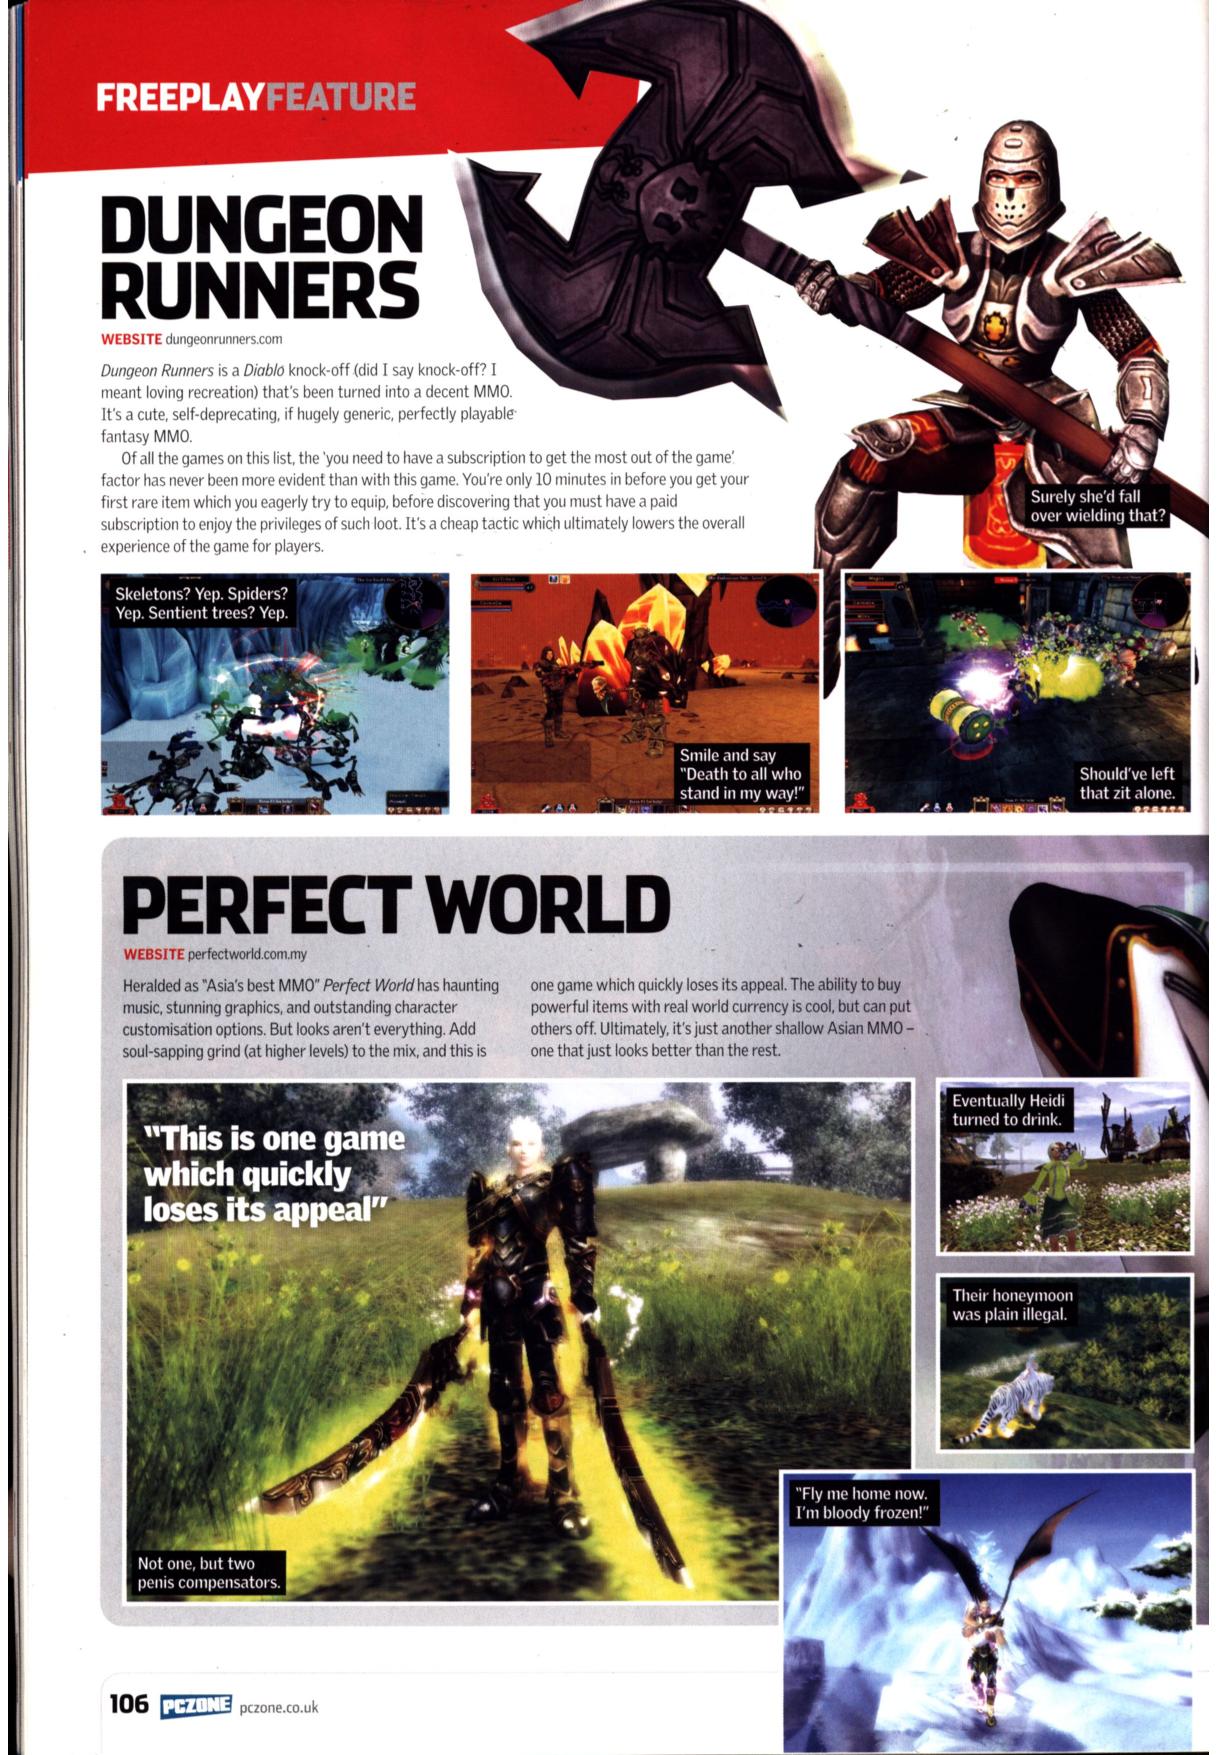 FREEPLAYFEATURE
DUNGEON
RUNNERS
WEBSITE dungeonrunners.com
Dungeon Runners is a Diablo knock-off (did I say knock-off? I
meant loving recreation) that's been turned into a decent MMO.
It's a cute, self-deprecating, if hugely generic, perfectly playable
fantasy MMO.
Of all the games on this list, the 'you need to have a subscription to get the most out of the game'
factor has never been more evident than with this game. You're only 10 minutes in before you get your
first rare item which you eagerly try to equip, before discovering that you must have a paid
subscription to enjoy the privileges of such loot. It's a cheap tactic which ultimately lowers the overall
experience of the game for players.
Surely she'd fall
over wielding that?
Skeletons? Yep. Spiders?
Yep. Sentient trees? Yep.
Smile and say
"Death to all who
stand in my way!"
Should've left
that zit alone.
PERFECT WORLD
WEBSITE perfectworld.com.my
Heralded as "Asia's best MMO" Perfect World has haunting
music, stunning graphics, and outstanding character
customisation options. But looks aren't everything. Add
soul-sapping grind (at higher levels) to the mix, and this is
one game which quickly loses its appeal. The ability to buy
powerful items with real world currency is cool, but can put
others off. Ultimately, it's just another shallow Asian MMO –
one that just looks better than the rest.
"This is one game
which quickly
loses its appeal"
Not one, but two
penis compensators.
Eventually Heidi
turned to drink.
Their honeymoon
was plain illegal.
"Fly me home now.
I'm bloody frozen!"
106 PCZONE pczone.co.uk